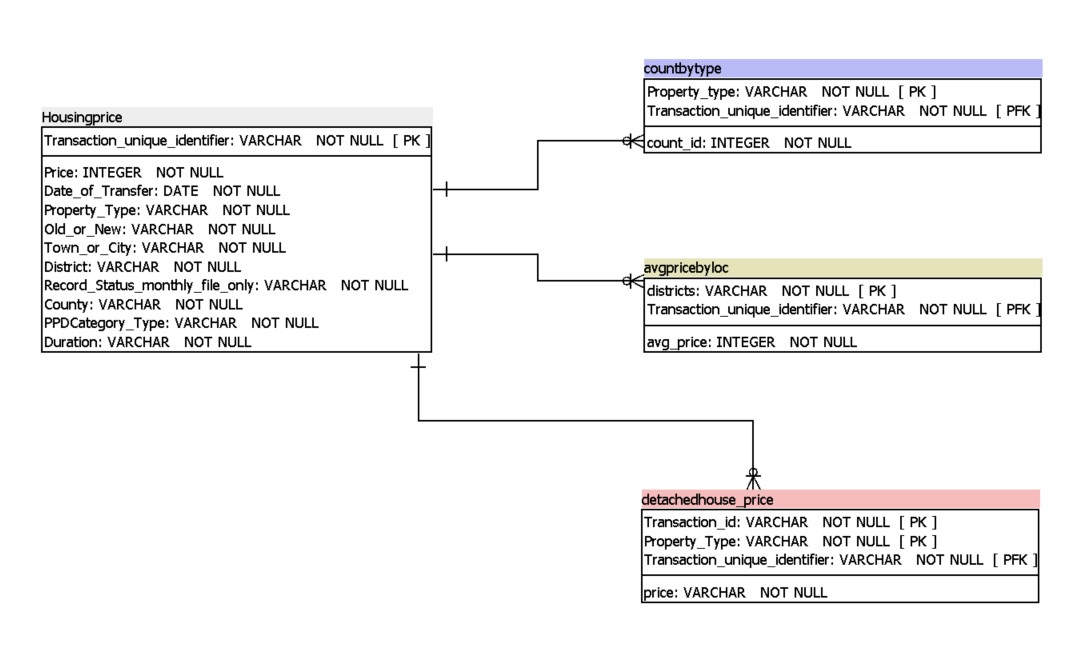 Housingprice
Transaction_unique_identifier: VARCHAR NOT NULL [ PK ]
Price: INTEGER NOT NULL
Date_of_Transfer: DATE NOT NULL
Property_Type: VARCHAR NOT NULL
Old_or_New: VARCHAR NOT NULL
Town_or_City: VARCHAR NOT NULL
District: VARCHAR NOT NULL
Record_Status_monthly_file_only: VARCHAR NOT NULL
County: VARCHAR NOT NULL
PPDCategory_Type: VARCHAR NOT NULL
Duration: VARCHAR NOT NULL
countbytype
Property_type: VARCHAR NOT NULL [ PK ]
Transaction_unique_identifier: VARCHAR NOT NULL [ PFK ]
count_id: INTEGER NOT NULL
avgpricebyloc
districts: VARCHAR NOT NULL [ PK ]
Transaction_unique_identifier: VARCHAR NOT NULL [ PFK ]
avg_price: INTEGER NOT NULL
detachedhouse_price
Transaction_id: VARCHAR NOT NULL [ PK ]
Property_Type: VARCHAR NOT NULL [ PK ]
Transaction_unique_identifier: VARCHAR NOT NULL [ PFK ]
price: VARCHAR NOT NULL